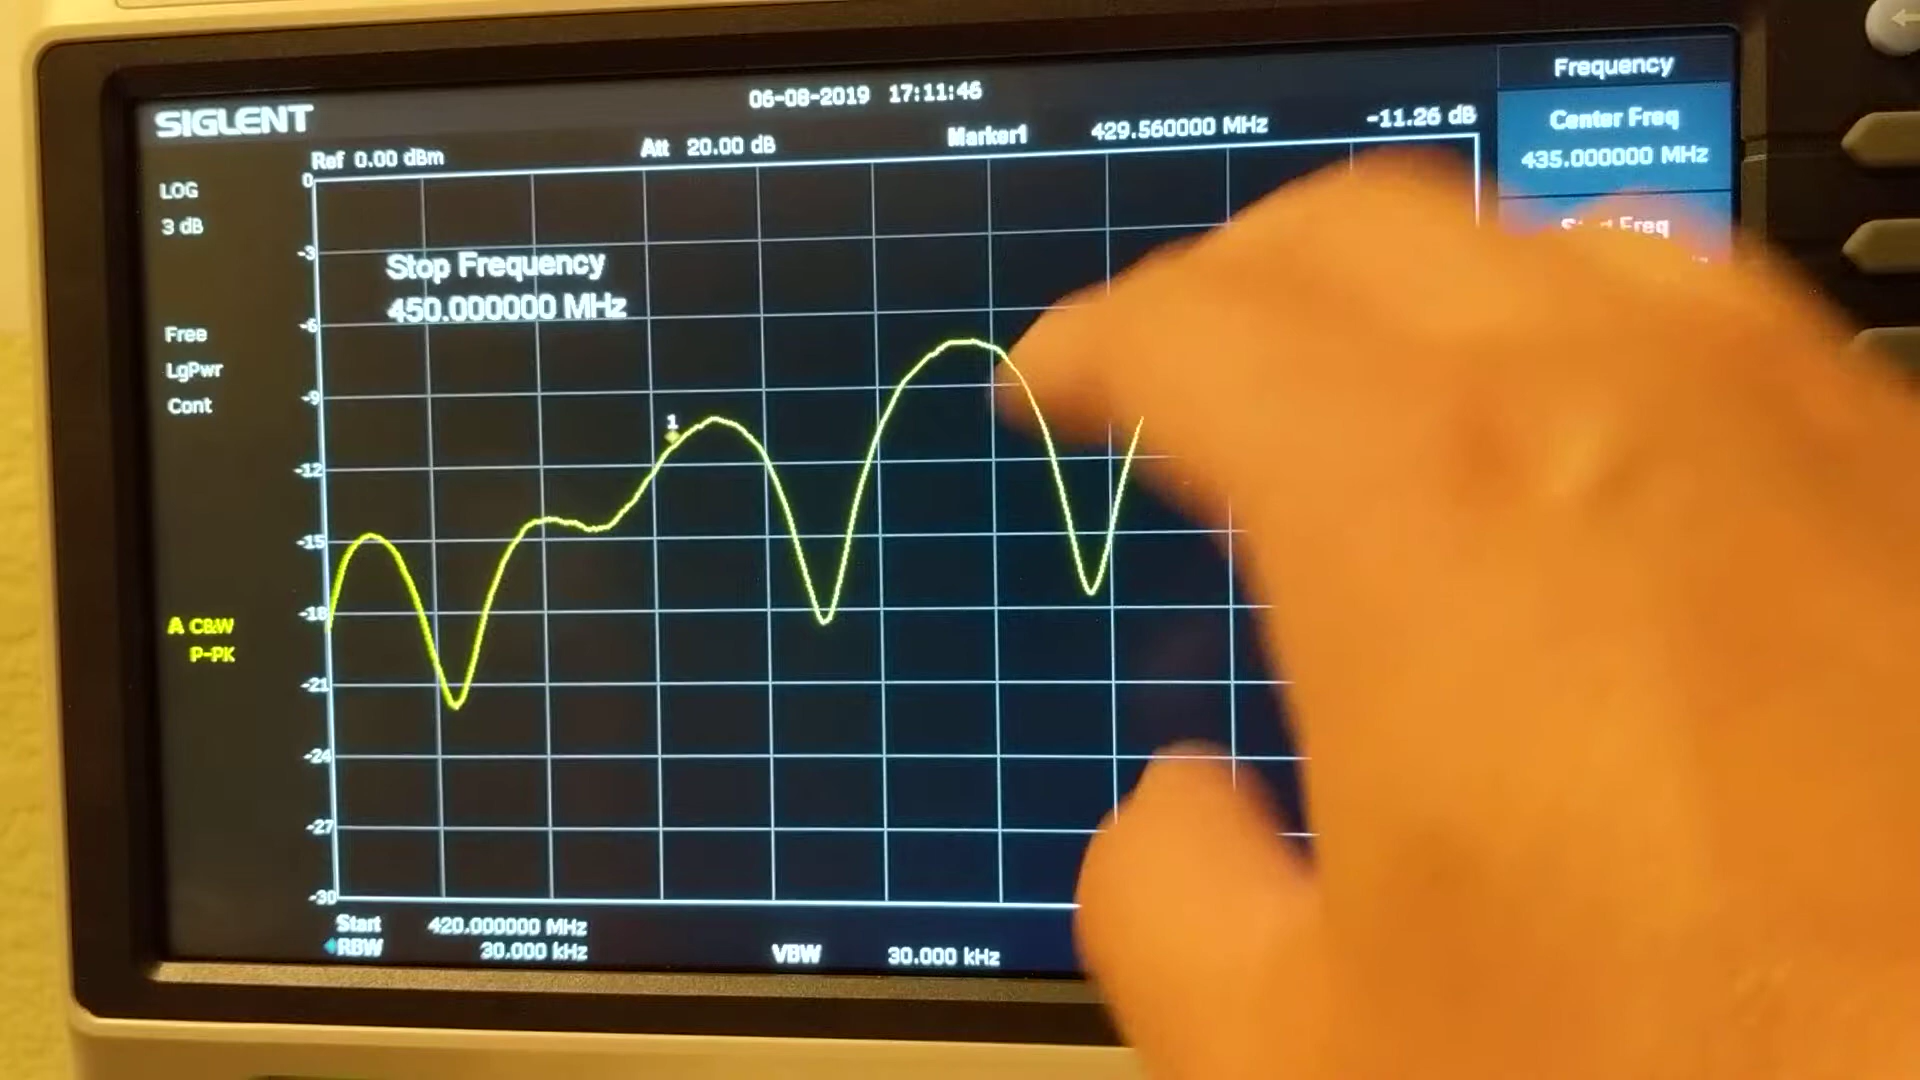 Frequency
06-08-2019 17:11:46
SIGLENT
Center Freq
435.000000 MHz
Ref 0.00 dBm
Att 20.00 dB
Marker1
429.560000 MHz
-11.26 dB
LOG
3 dB
Freq
Stop Frequency
450.000000 MHz
Free
LgPwr
Cont
0
-3
-6
-9
-12
-15
-18
-21
-24
-27
-30
1
A C&W
P-PK
Start 420.000000 MHz
RBW 30.000 kHz
VBW 30.000 kHz